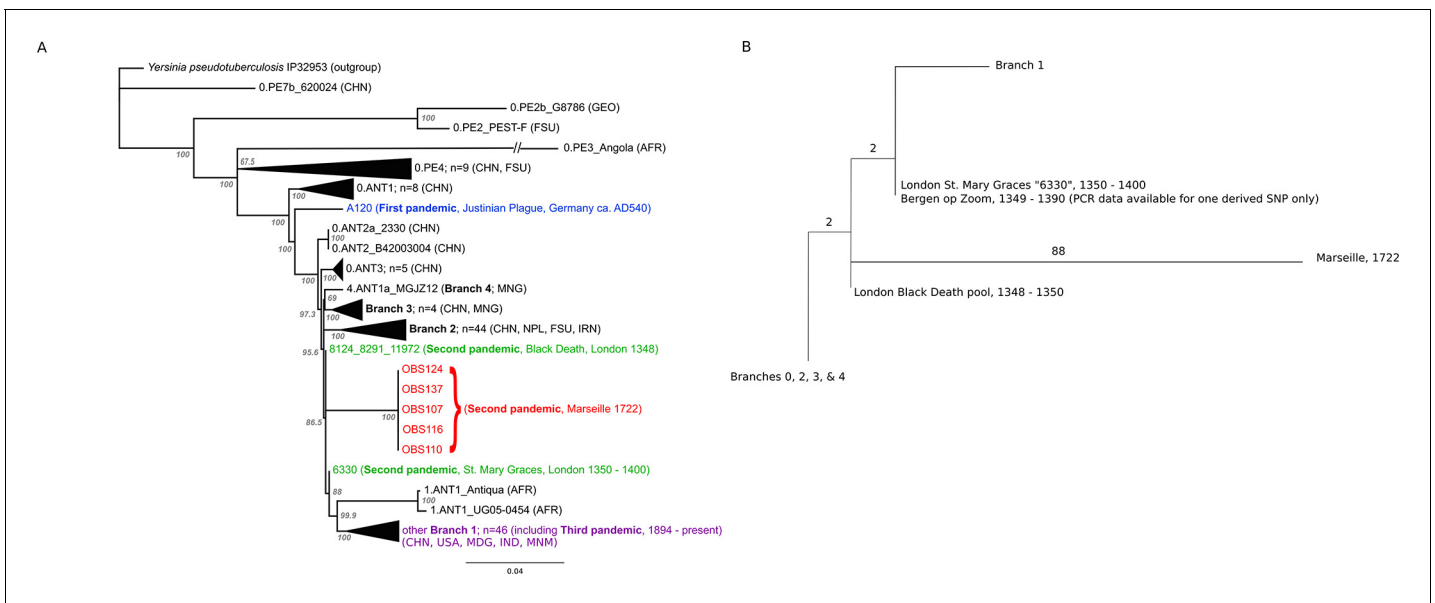 A
Yersinia pseudotuberculosis IP32953 (outgroup)
0.PE7b_620024 (CHN)
0.PE2b_G8786 (GEO)
100
0.PE2_PEST-F (FSU)
100
0.PE3_Angola (AFR)
//
67.5
0.PE4; n=9 (CHN, FSU)
100
0.ANT1; n=8 (CHN)
100
A120 (First pandemic, Justinian Plague, Germany ca. AD540)
100
0.ANT2a_2330 (CHN)
100
0.ANT2_B42003004 (CHN)
100
0.ANT3; n=5 (CHN)
100
100
4.ANT1a_MGJZ12 (Branch 4; MNG)
69
Branch 3; n=4 (CHN, MNG)
100
97.3
Branch 2; n=44 (CHN, NPL, FSU, IRN)
100
8124_8291_11972 (Second pandemic, Black Death, London 1348)
95.6
OBS124
OBS137
OBS107
(Second pandemic, Marseille 1722)
100
OBS116
86.5
OBS110
6330 (Second pandemic, St. Mary Graces, London 1350 - 1400)
88
1.ANT1_Antiqua (AFR)
100
1.ANT1_UG05-0454 (AFR)
99.9
other Branch 1; n=46 (including Third pandemic, 1894 - present)
100
(CHN, USA, MDG, IND, MNM)
0.04
B
Branch 1
2
London St. Mary Graces "6330", 1350 - 1400
Bergen op Zoom, 1349 - 1390 (PCR data available for one derived SNP only)
2
88
Marseille, 1722
London Black Death pool, 1348 - 1350
Branches 0, 2, 3, & 4